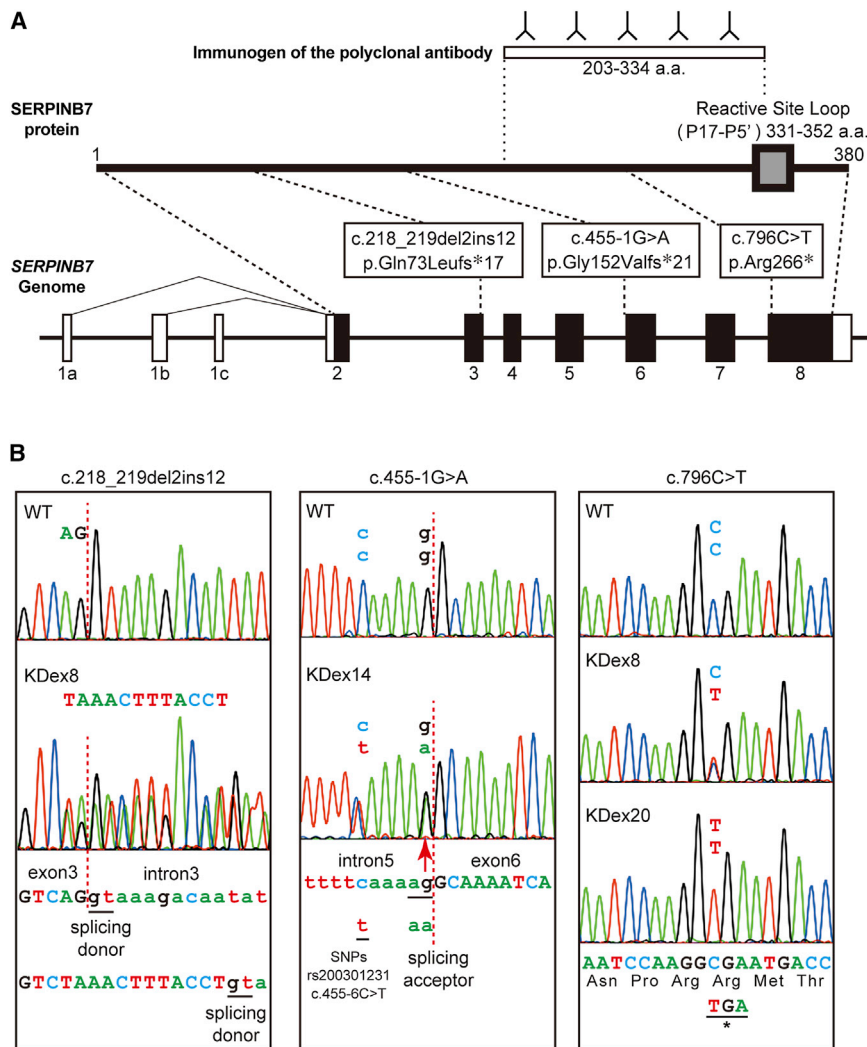 A
Immunogen of the polyclonal antibody
203-334 a.a.
SERPINB7
protein
Reactive Site Loop
(P17-P5') 331-352 a.a.
1
380
c.218_219del2ins12
p.Gln73Leufs*17
c.455-1G>A
p.Gly152Valfs*21
c.796C>T
p.Arg266*
SERPINB7
Genome
1a 1b 1c 2 3 4 5 6 7 8
B
c.218_219del2ins12
WT
AG
KDex8
TAAACTTTACCT
exon3 intron3
GTCAGgtaaagacaatat
splicing
donor
GTCTAAACTTTACCTgta
splicing
donor
c.455-1G>A
WT
c g
c g
KDex14
c g
t a
intron5 exon6
ttttcaaaagGCAAAATCA
t aa
SNPs
rs200301231
c.455-6C>T
splicing
acceptor
c.796C>T
WT
C
C
KDex8
C
T
KDex20
T
T
AATCCAAGGCGAATGACC
Asn Pro Arg Arg Met Thr
TGA
*